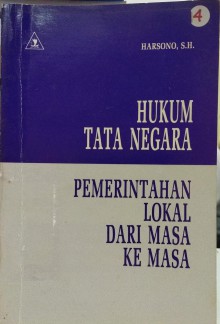 4
HARSONO, S.H.
HUKUM
TATA NEGARA
PEMERINTAHAN
LOKAL
DARI MASA
KE MASA